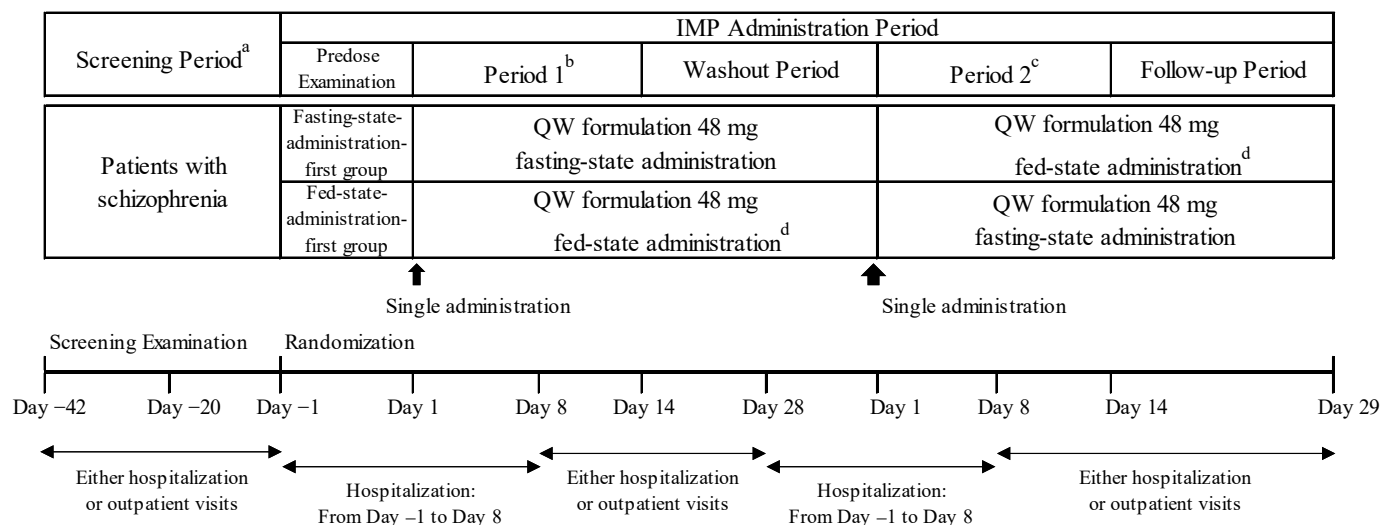 Screening Periodᵃ
IMP Administration Period
Predose
Examination
Period 1ᵇ
Washout Period
Period 2ᶜ
Follow-up Period
Patients with
schizophrenia
Fasting-state-
administration-
first group
QW formulation 48 mg
fasting-state administration
QW formulation 48 mg
fed-state administrationᵈ
Fed-state-
administration-
first group
QW formulation 48 mg
fed-state administrationᵈ
QW formulation 48 mg
fasting-state administration
Single administration
Single administration
Screening Examination
Randomization
Day −42
Day −20
Day −1
Day 1
Day 8
Day 14
Day 28
Day 1
Day 8
Day 14
Day 29
Either hospitalization
or outpatient visits
Hospitalization:
From Day –1 to Day 8
Either hospitalization
or outpatient visits
Hospitalization:
From Day –1 to Day 8
Either hospitalization
or outpatient visits